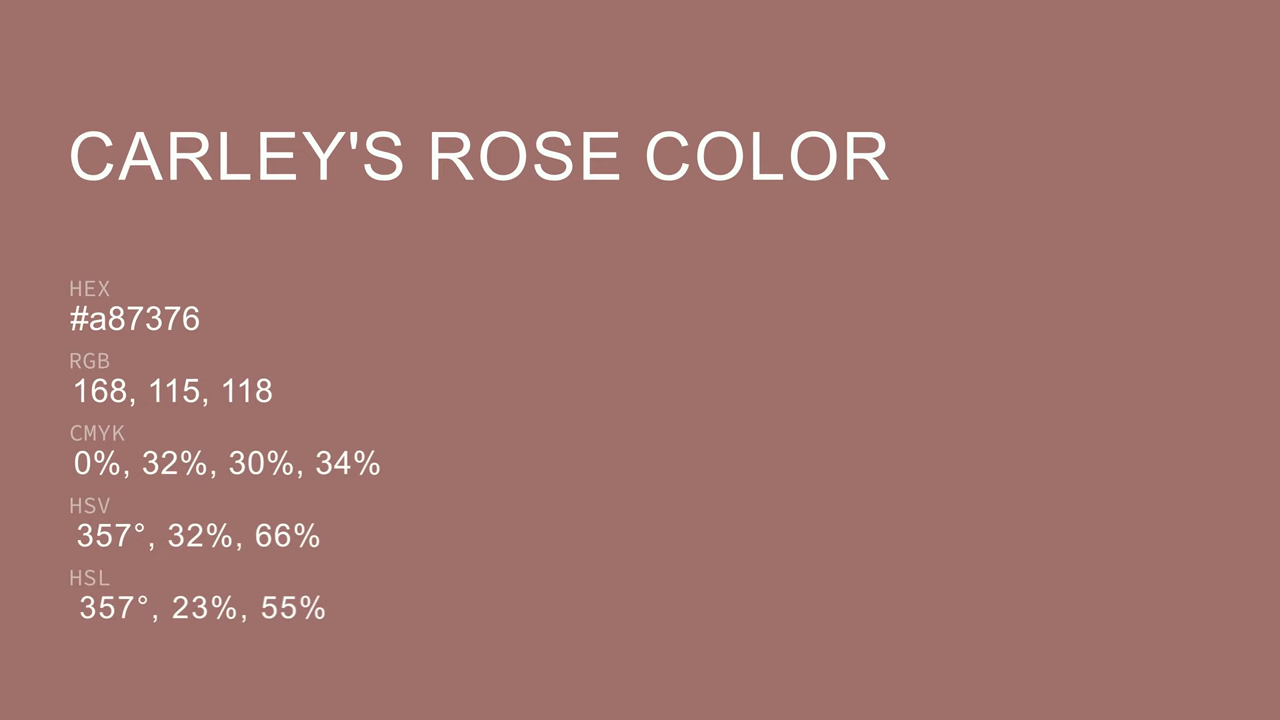 CARLEY'S ROSE COLOR
HEX
#a87376
RGB
168, 115, 118
CMYK
0%, 32%, 30%, 34%
HSV
357°, 32%, 66%
HSL
357°, 23%, 55%